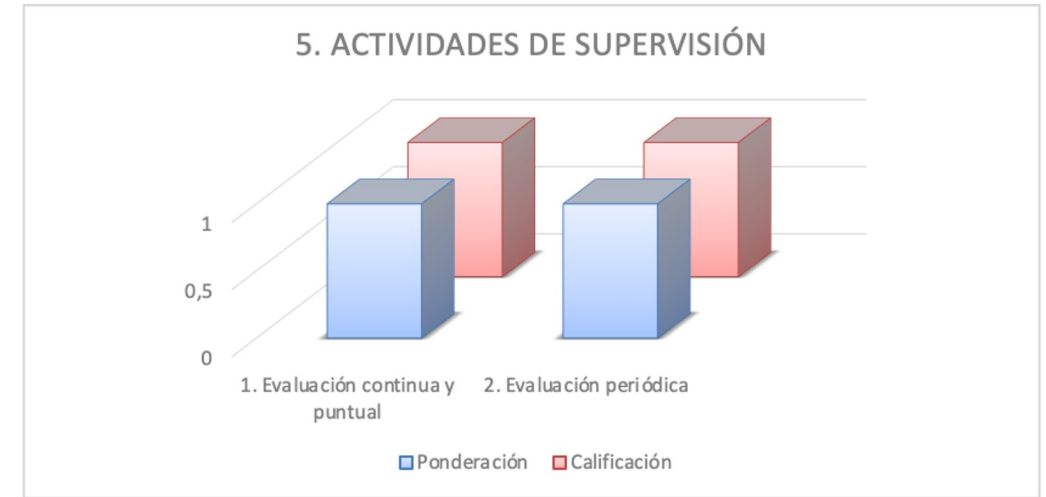 5. ACTIVIDADES DE SUPERVISIÓN
1
0,5
0
1. Evaluación continua y
puntual
2. Evaluación periódica
Ponderación
Calificación